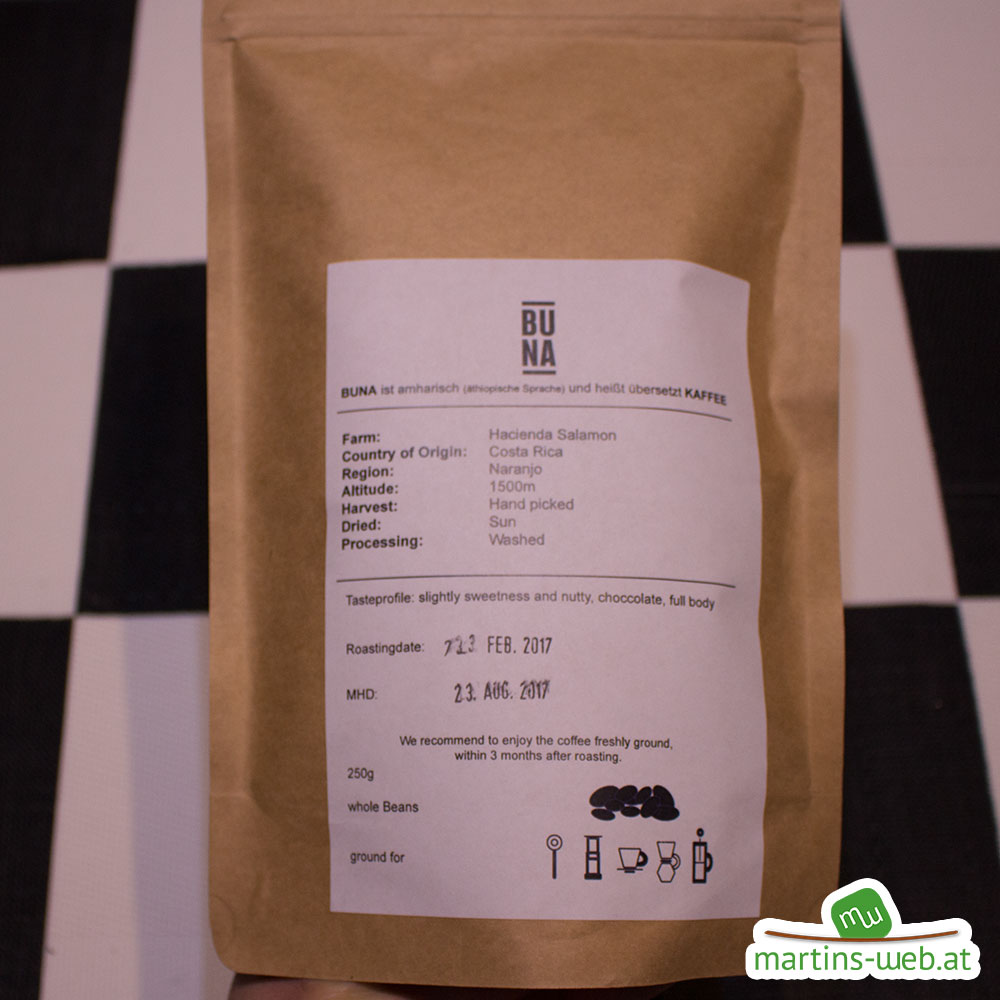 BU
NA
BUNA ist amharisch (äthiopische Sprache) und heißt übersetzt KAFFEE
Farm: Hacienda Salamon
Country of Origin: Costa Rica
Region: Naranjo
Altitude: 1500m
Harvest: Hand picked
Dried: Sun
Processing: Washed
Tasteprofile: slightly sweetness and nutty, choccolate, full body
Roastingdate: FEB. 2017
MHD: 23. AUG. 2017
We recommend to enjoy the coffee freshly ground,
within 3 months after roasting.
250g
whole Beans
ground for
mw
martins-web.at